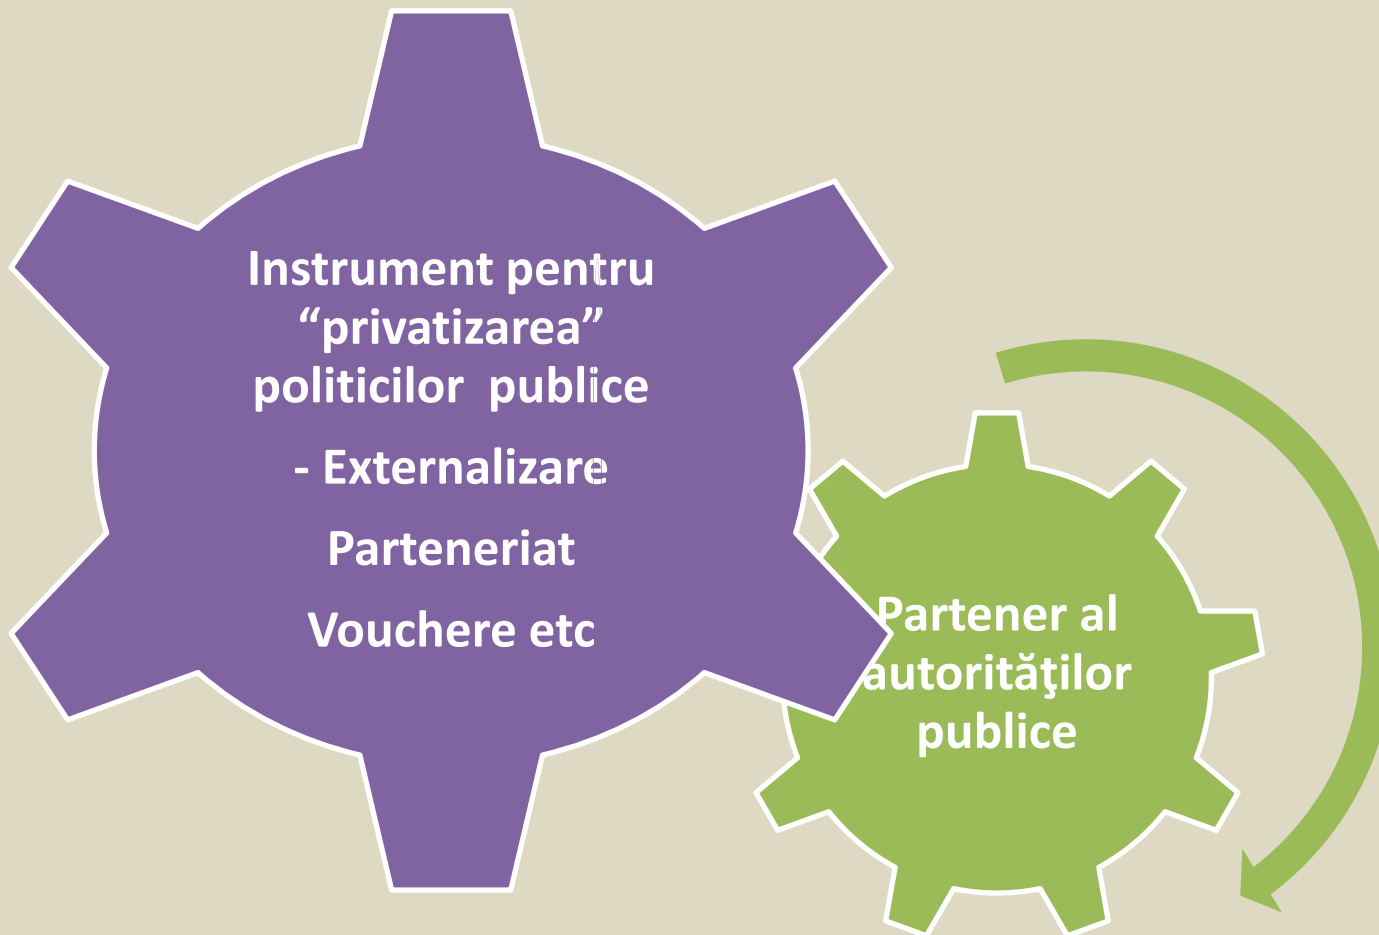 Instrument pentru
“privatizarea”
politicilor publice
- Externalizare
Parteneriat
Vouchere etc
Partener al
autorităţilor
publice